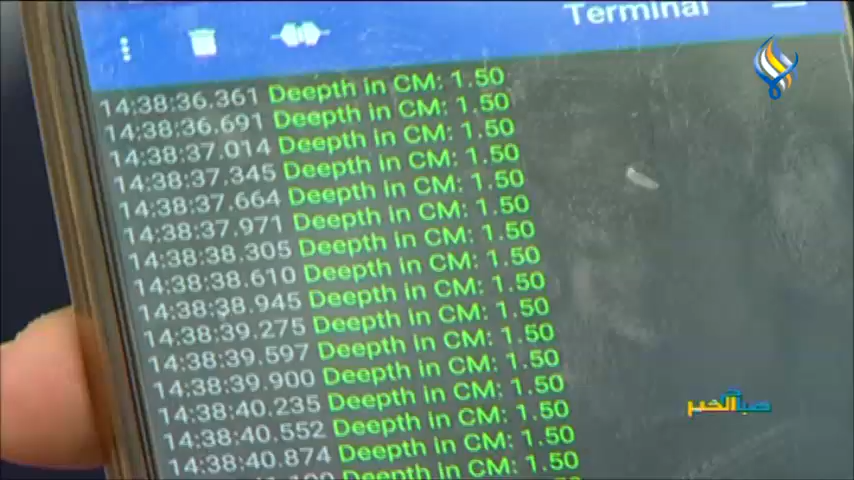 Terminal
14:38:36.361 Deepth in CM: 1.50
14:38:36.691 Deepth in CM: 1.50
14:38:37.014 Deepth in CM: 1.50
14:38:37.345 Deepth in CM: 1.50
14:38:37.664 Deepth in CM: 1.50
14:38:37.971 Deepth in CM: 1.50
14:38:38.305 Deepth in CM: 1.50
14:38:38.610 Deepth in CM: 1.50
14:38:38.945 Deepth in CM: 1.50
14:38:39.275 Deepth in CM: 1.50
14:38:39.597 Deepth in CM: 1.50
14:38:39.900 Deepth in CM: 1.50
14:38:40.235 Deepth in CM: 1.50
14:38:40.552 Deepth in CM: 1.50
14:38:40.874 Deepth in CM: 1.50
صباح الخير